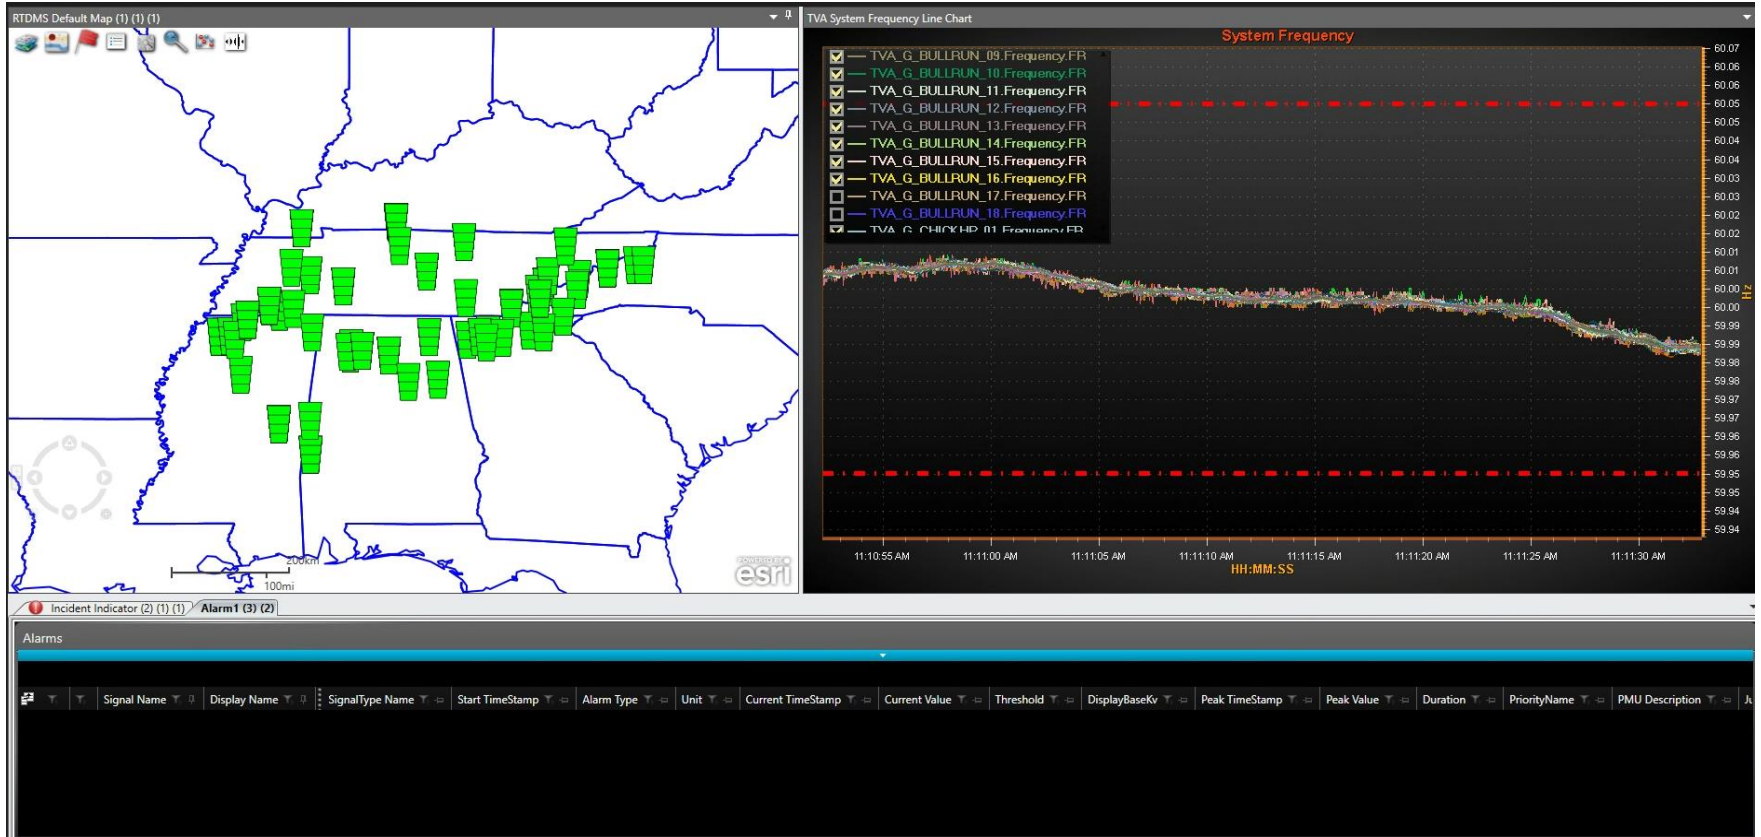 RTDMS Default Map (1) (1) (1)
200km
100mi
POWERED BY
esri
TVA System Frequency Line Chart
System Frequency
TVA_G_BULLRUN_09.Frequency.FR
TVA_G_BULLRUN_10.Frequency.FR
TVA_G_BULLRUN_11.Frequency.FR
TVA_G_BULLRUN_12.Frequency.FR
TVA_G_BULLRUN_13.Frequency.FR
TVA_G_BULLRUN_14.Frequency.FR
TVA_G_BULLRUN_15.Frequency.FR
TVA_G_BULLRUN_16.Frequency.FR
TVA_G_BULLRUN_17.Frequency.FR
TVA_G_BULLRUN_18.Frequency.FR
TVA_G_CHICKHP_01.Frequency.FR
60.07
60.06
60.06
60.05
60.05
60.04
60.04
60.03
60.03
60.02
60.02
60.01
60.01
60.00
60.00
59.99
59.99
59.98
59.98
59.97
59.97
59.96
59.96
59.95
59.95
59.94
59.94
Hz
11:10:55 AM 11:11:00 AM 11:11:05 AM 11:11:10 AM 11:11:15 AM 11:11:20 AM 11:11:25 AM 11:11:30 AM
HH:MM:SS
Incident Indicator (2) (1) (1) Alarm1 (3) (2)
Alarms
Signal Name Display Name SignalType Name Start TimeStamp Alarm Type Unit Current TimeStamp Current Value Threshold DisplayBaseKv Peak TimeStamp Peak Value Duration PriorityName PMU Description